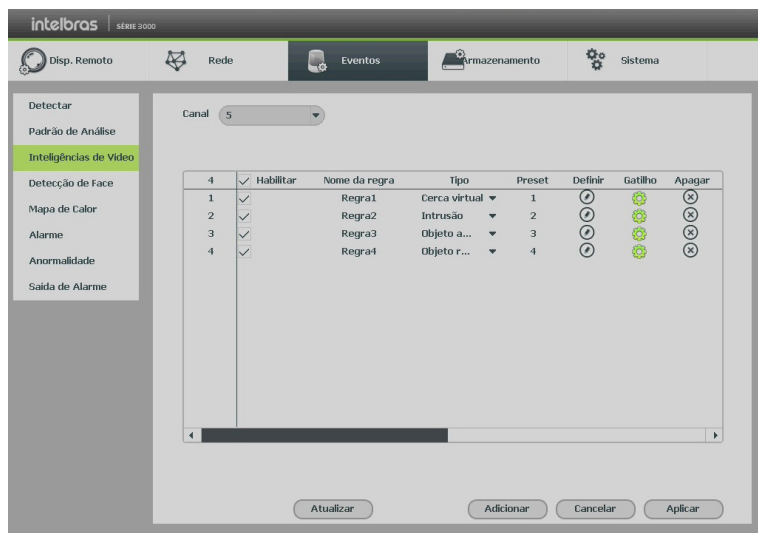 intelbras SÉRIE 3000
Disp. Remoto Rede Eventos Armazenamento Sistema
Detectar
Padrão de Análise
Inteligências de Video
Detecção de Face
Mapa de Calor
Alarme
Anormalidade
Saída de Alarme
Canal 5
4 Habilitar Nome da regra Tipo Preset Definir Gatilho Apagar
1 Regra1 Cerca virtual 1
2 Regra2 Intrusão 2
3 Regra3 Objeto a... 3
4 Regra4 Objeto r... 4
Atualizar Adicionar Cancelar Aplicar